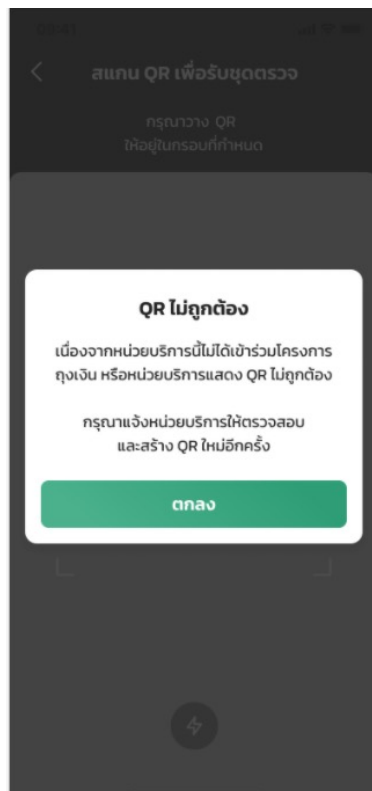 09:41
สแกน QR เพื่อรับชุดตรวจ
กรุณาวาง QR
ให้อยู่ในกรอบที่กำหนด
QR ไม่ถูกต้อง
เนื่องจากหน่วยบริการนี้ไม่ได้เข้าร่วมโครงการ
ถุงเงิน หรือหน่วยบริการแสดง QR ไม่ถูกต้อง
กรุณาแจ้งหน่วยบริการให้ตรวจสอบ
และสร้าง QR ใหม่อีกครั้ง
ตกลง